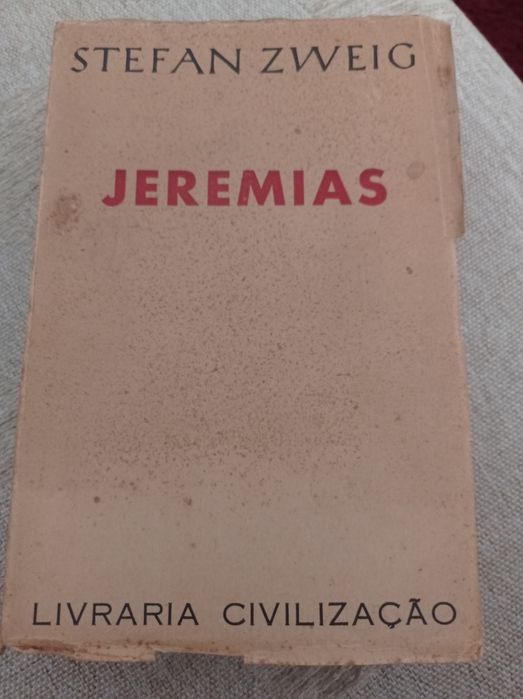 STEFAN ZWEIG
JEREMIAS
LIVRARIA CIVILIZAÇÃO